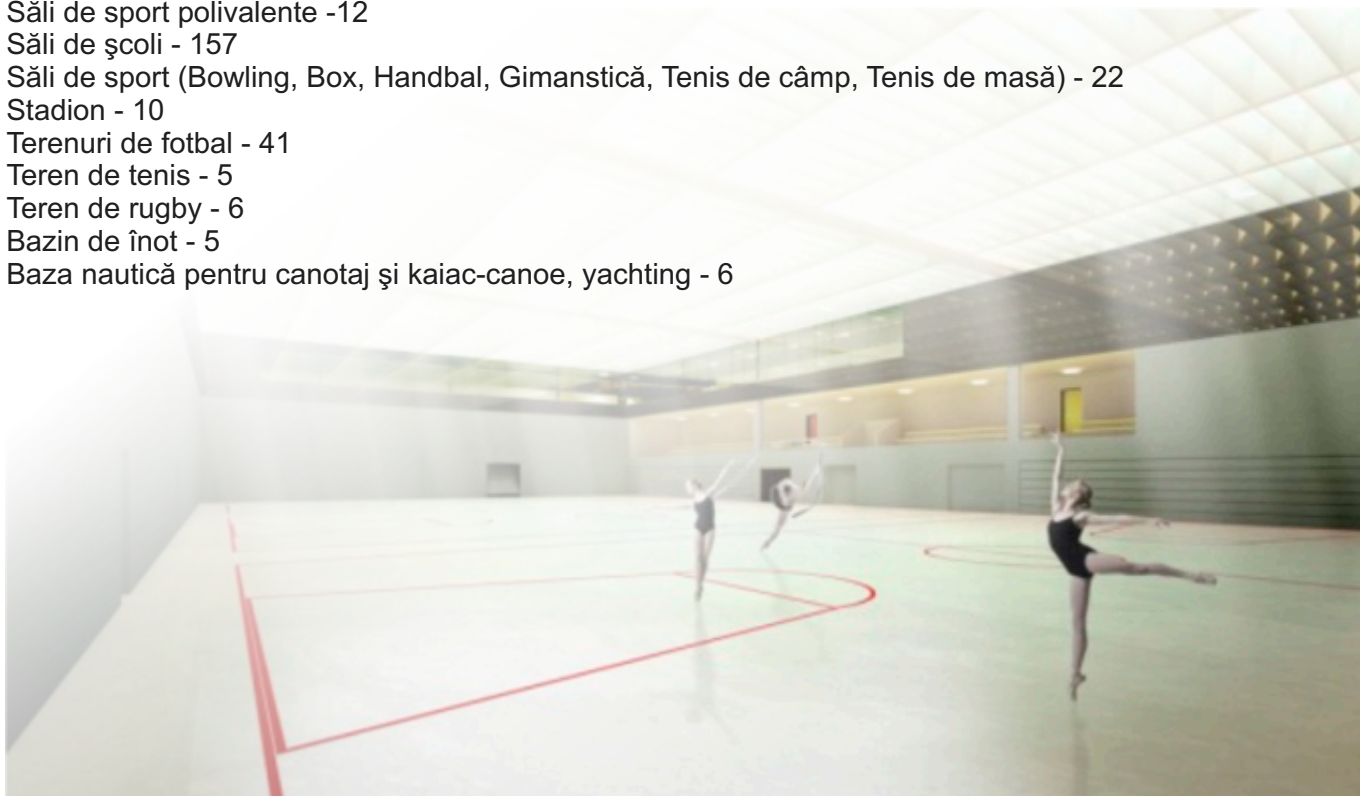 Săli de sport polivalente -12
Săli de şcoli - 157
Săli de sport (Bowling, Box, Handbal, Gimanstică, Tenis de câmp, Tenis de masă) - 22
Stadion - 10
Terenuri de fotbal - 41
Teren de tenis - 5
Teren de rugby - 6
Bazin de înot - 5
Baza nautică pentru canotaj şi kaiac-canoe, yachting - 6